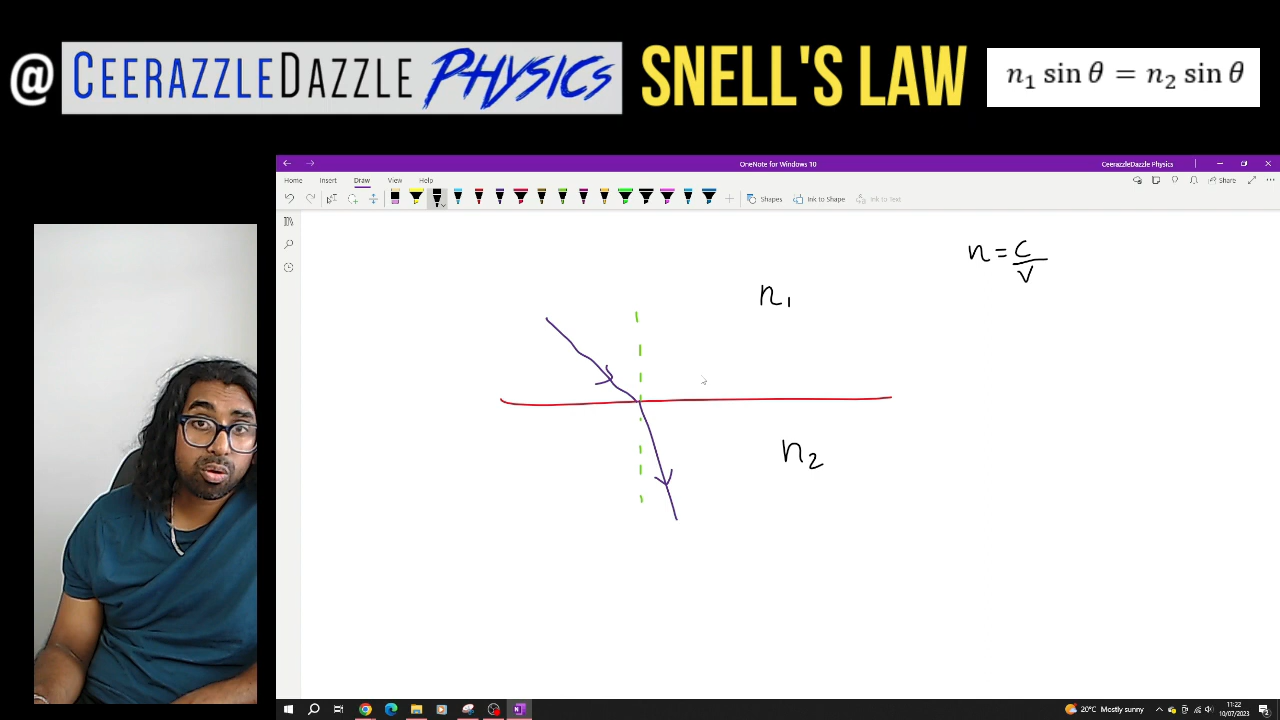 @ CEERAZZLEDAZZLE PHYSICS SNELL'S LAW n₁ sin θ = n₂ sin θ
OneNote for Windows 10
CeerazzleDazzle Physics
Home Insert Draw View Help
Share
Shapes Ink to Shape Ink to Text
n = c/v
n₁
n₂
20°C Mostly sunny
11:22
10/07/2023